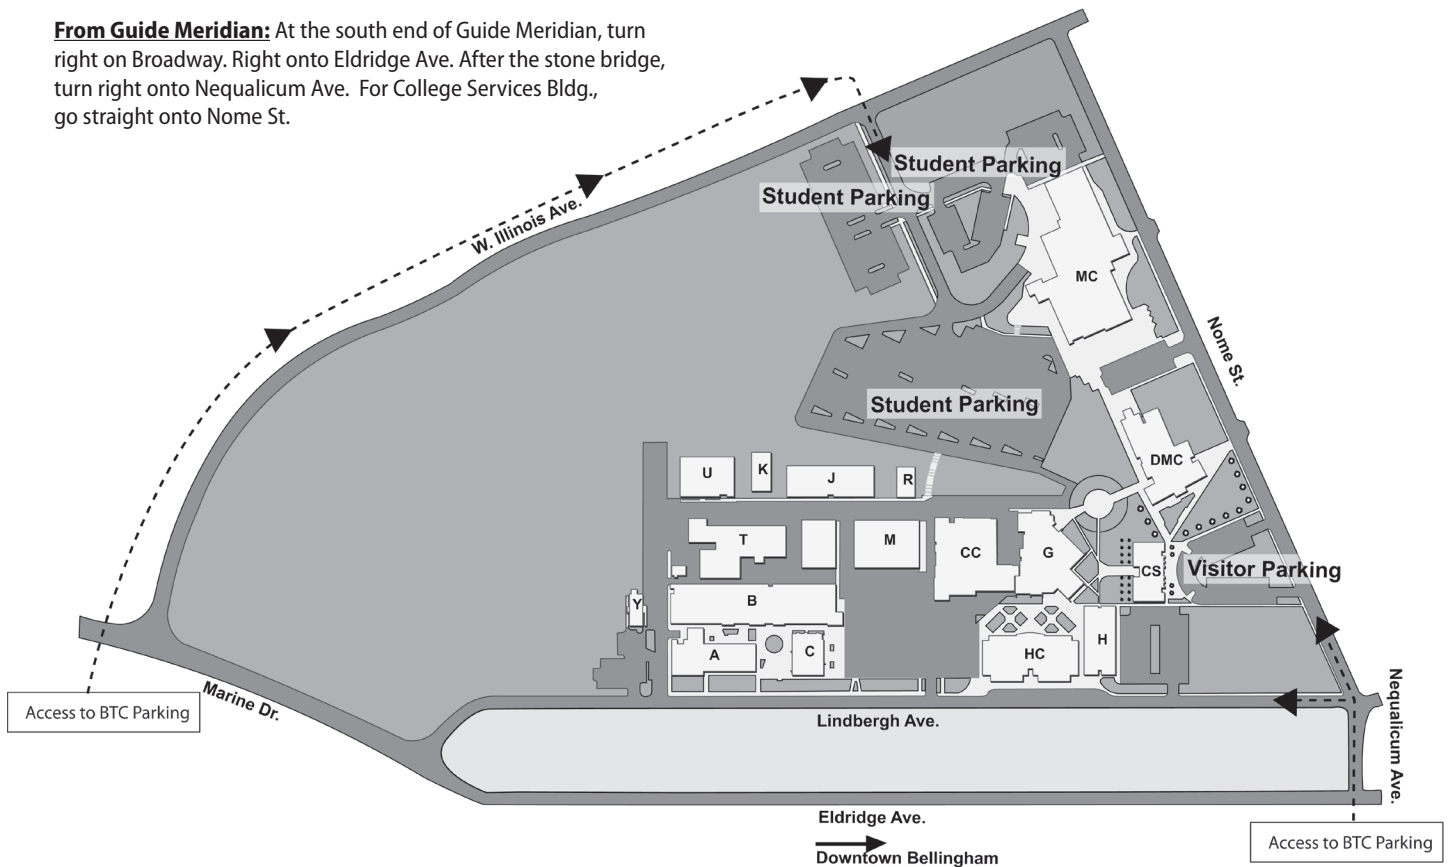 From Guide Meridian: At the south end of Guide Meridian, turn
right on Broadway. Right onto Eldridge Ave. After the stone bridge,
turn right onto Nequalicum Ave. For College Services Bldg.,
go straight onto Nome St.
Student Parking
Student Parking
W. Illinois Ave.
MC
Nome St.
Student Parking
DMC
U
K
J
R
T
M
CC
G
CS
Visitor Parking
Y
B
A
C
HC
H
Access to BTC Parking
Marine Dr.
Lindbergh Ave.
Nequalicum Ave.
Eldridge Ave.
Downtown Bellingham
Access to BTC Parking